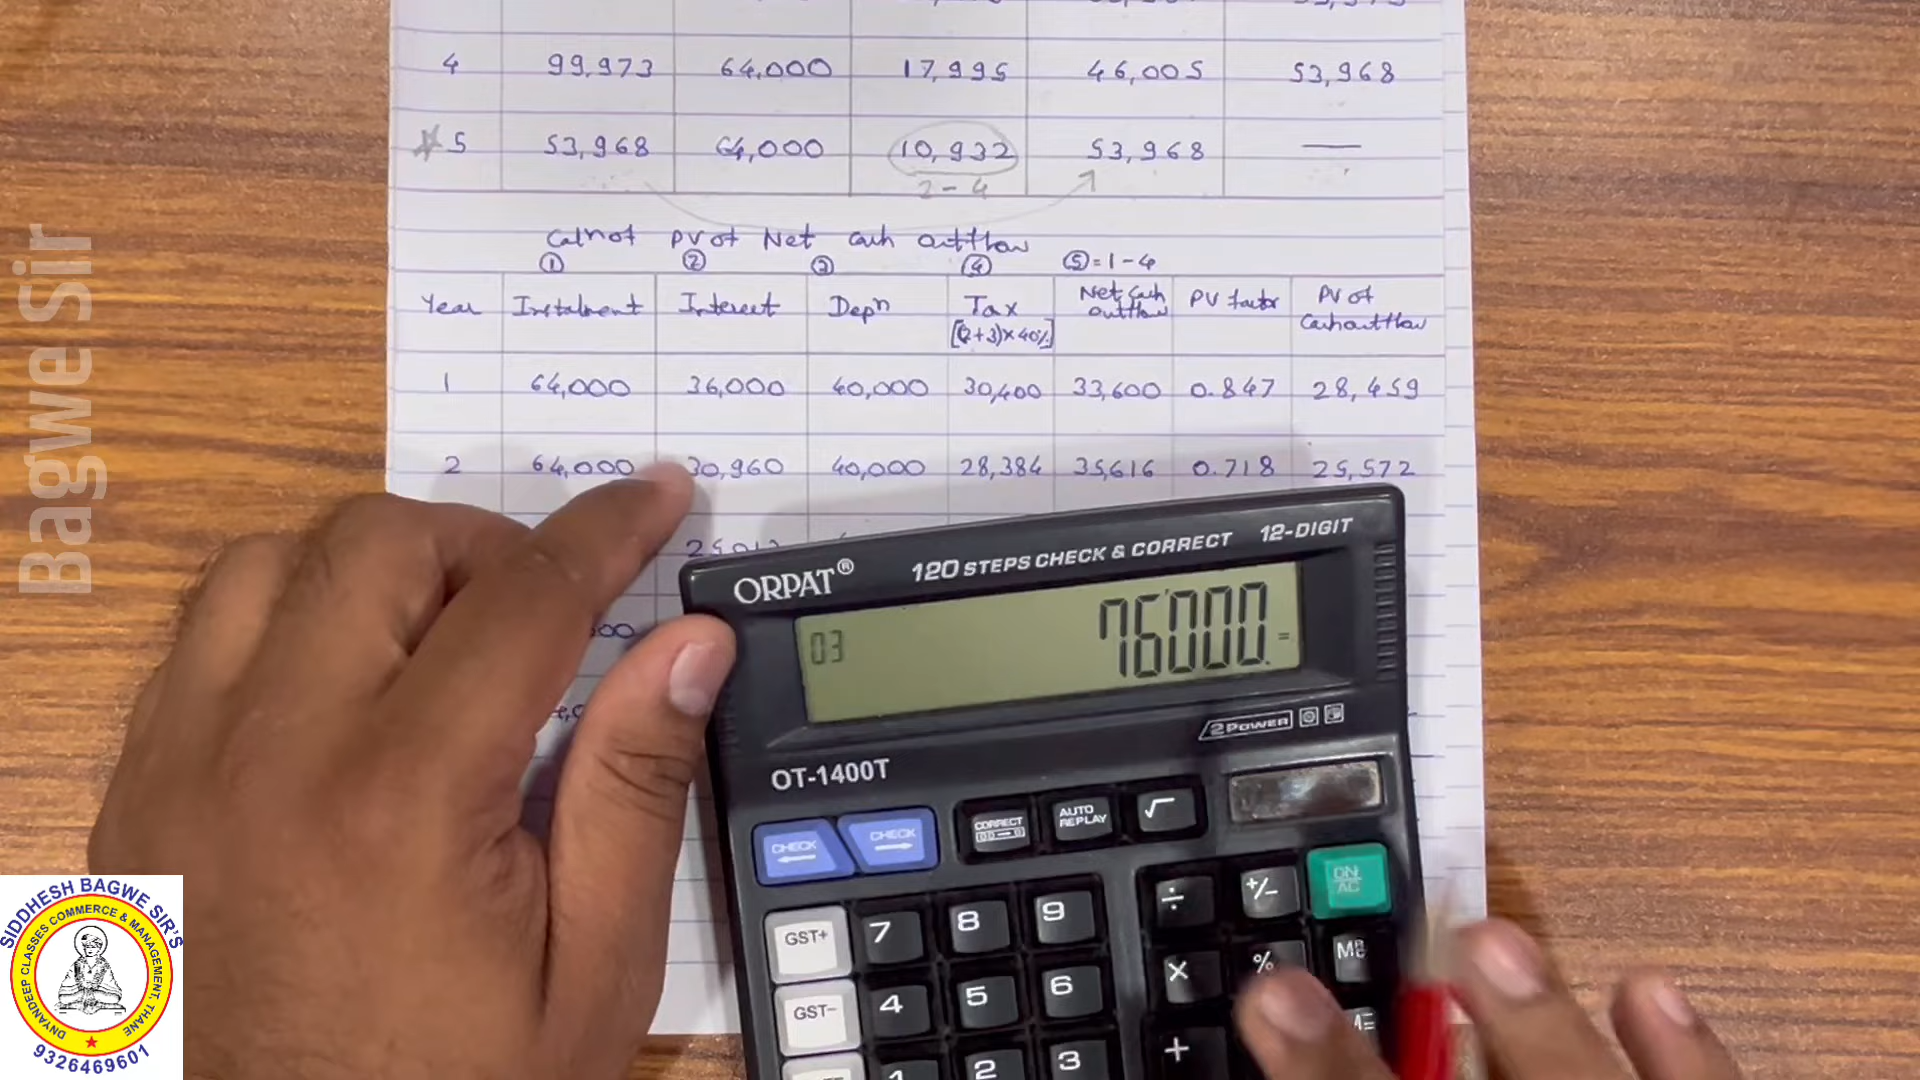 4 99,973 64,000 17,995 46,005 53,968
5 53,968 64,000 10,932 53,968 —
2 - 4
Calnof PV of Net Cash outflow
① ② ③ ④ ⑤ = 1 - 4
Year Instalment Interest Depn Tax Net Cash outflow PV factor PV of Cash outflow
[(2+3)×40%]
1 64,000 36,000 40,000 30,400 33,600 0.847 28,459
2 64,000 30,960 40,000 28,384 35,616 0.718 25,572
ORPAT® 120 STEPS CHECK & CORRECT 12-DIGIT
03 76'000. =
2 POWER
OT-1400T
CHECK CHECK CORRECT AUTO REPLAY √
GST+ 7 8 9 ÷ +/- ON AC
GST- 4 5 6 × %
2 3 +
Bagwe Sir
SIDDHESH BAGWE SIR'S
DNYANDEEP CLASSES COMMERCE & MANAGEMENT, THANE
9326469601